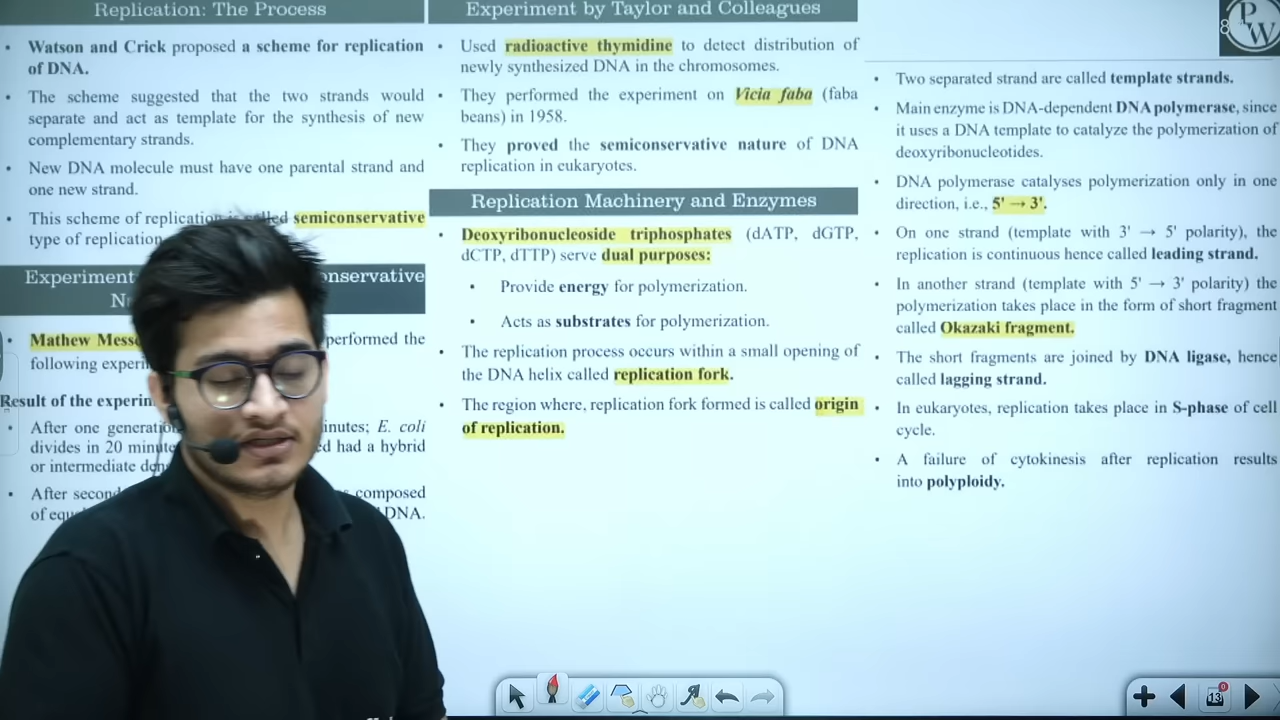 Replication: The Process
• Watson and Crick proposed a scheme for replication
of DNA.
• The scheme suggested that the two strands would
separate and act as template for the synthesis of new
complementary strands.
• New DNA molecule must have one parental strand and
one new strand.
• This scheme of replication is called semiconservative
type of replication
Experiment nservative
N
• Mathew Mess performed the
following experi
Result of the experi
• After one generation inutes; E. coli
divides in 20 minute d had a hybrid
or intermediate den
• After second composed
of equ DNA.
Experiment by Taylor and Colleagues
• Used radioactive thymidine to detect distribution of
newly synthesized DNA in the chromosomes.
• They performed the experiment on Vicia faba (faba
beans) in 1958.
• They proved the semiconservative nature of DNA
replication in eukaryotes.
Replication Machinery and Enzymes
• Deoxyribonucleoside triphosphates (dATP, dGTP,
dCTP, dTTP) serve dual purposes:
• Provide energy for polymerization.
• Acts as substrates for polymerization.
• The replication process occurs within a small opening of
the DNA helix called replication fork.
• The region where, replication fork formed is called origin
of replication.
PW
8
• Two separated strand are called template strands.
• Main enzyme is DNA-dependent DNA polymerase, since
it uses a DNA template to catalyze the polymerization of
deoxyribonucleotides.
• DNA polymerase catalyses polymerization only in one
direction, i.e., 5' → 3'.
• On one strand (template with 3' → 5' polarity), the
replication is continuous hence called leading strand.
• In another strand (template with 5' → 3' polarity) the
polymerization takes place in the form of short fragment
called Okazaki fragment.
• The short fragments are joined by DNA ligase, hence
called lagging strand.
• In eukaryotes, replication takes place in S-phase of cell
cycle.
• A failure of cytokinesis after replication results
into polyploidy.
13
0